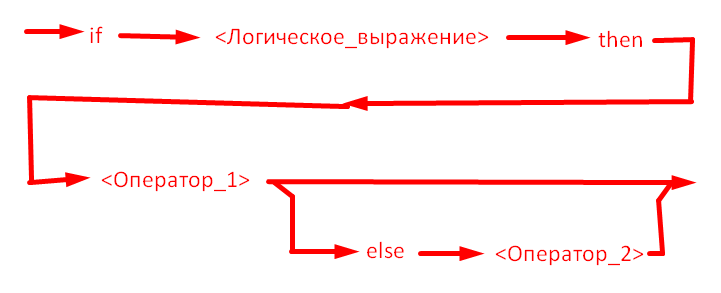 if <Логическое_выражение> then
<Оператор_1>
else <Оператор_2>